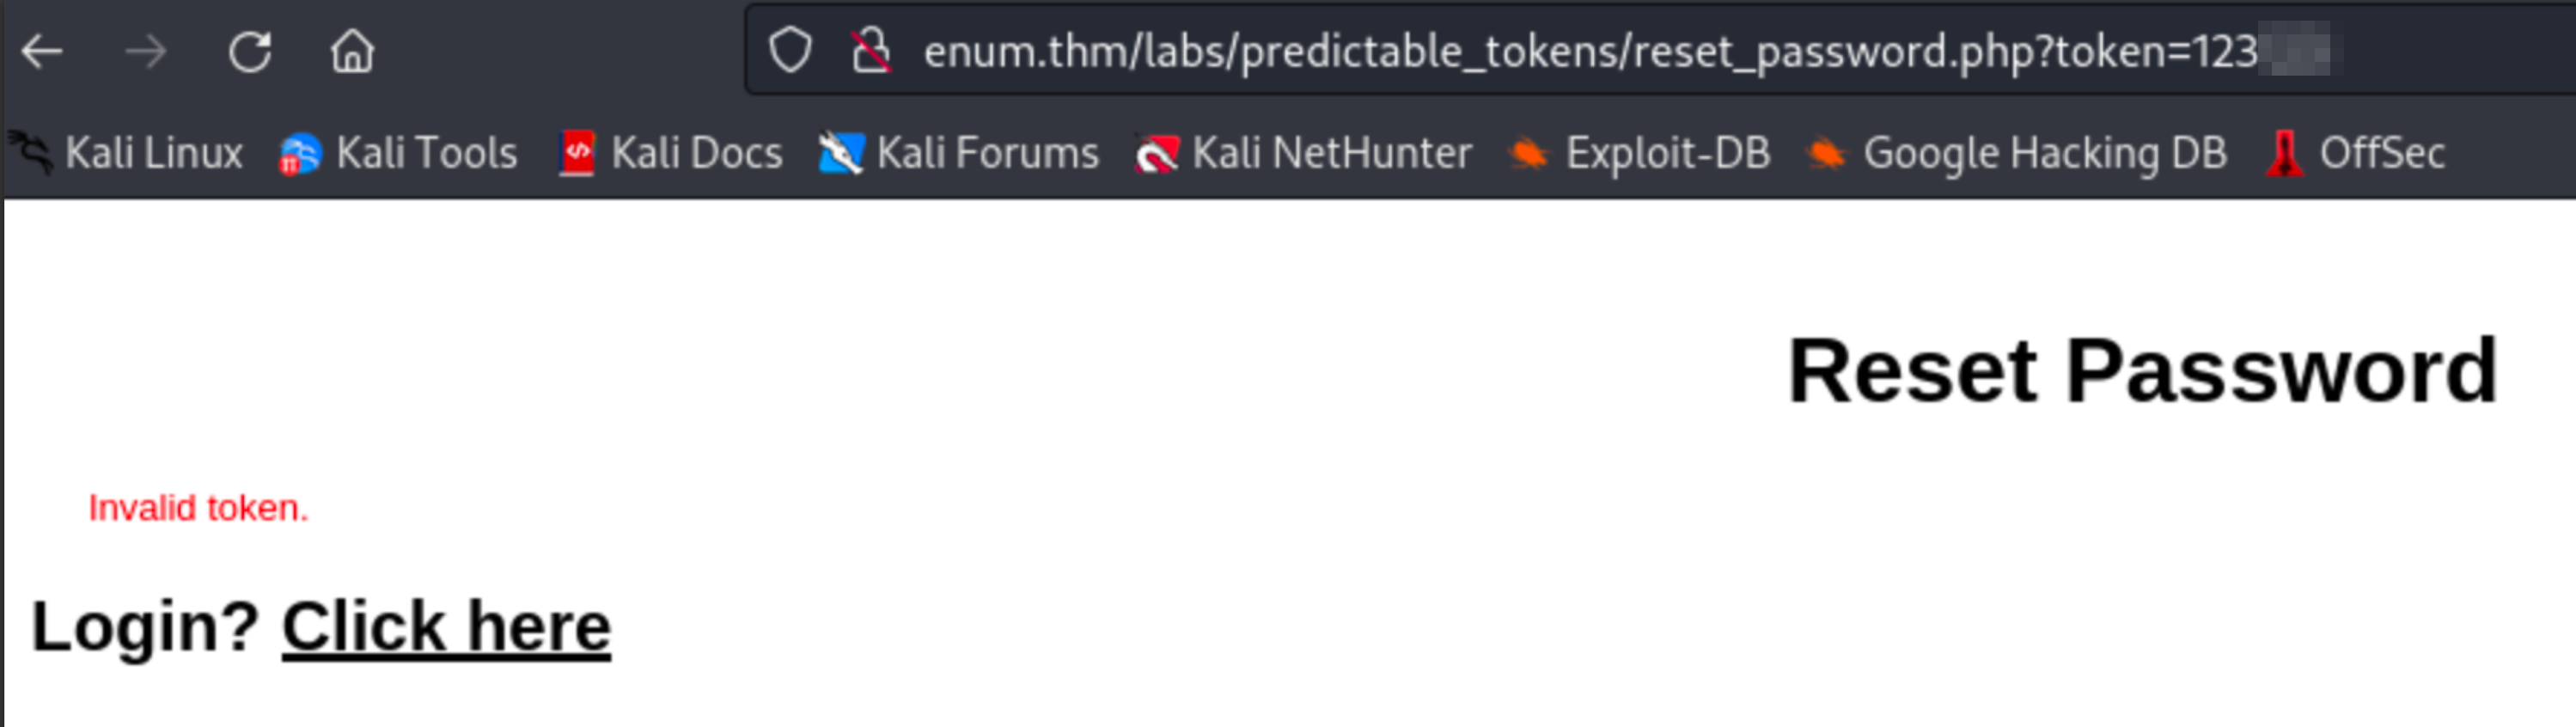 enum.thm/labs/predictable_tokens/reset_password.php?token=123
Kali Linux Kali Tools Kali Docs Kali Forums Kali NetHunter Exploit-DB Google Hacking DB OffSec
Reset Password
Invalid token.
Login? Click here